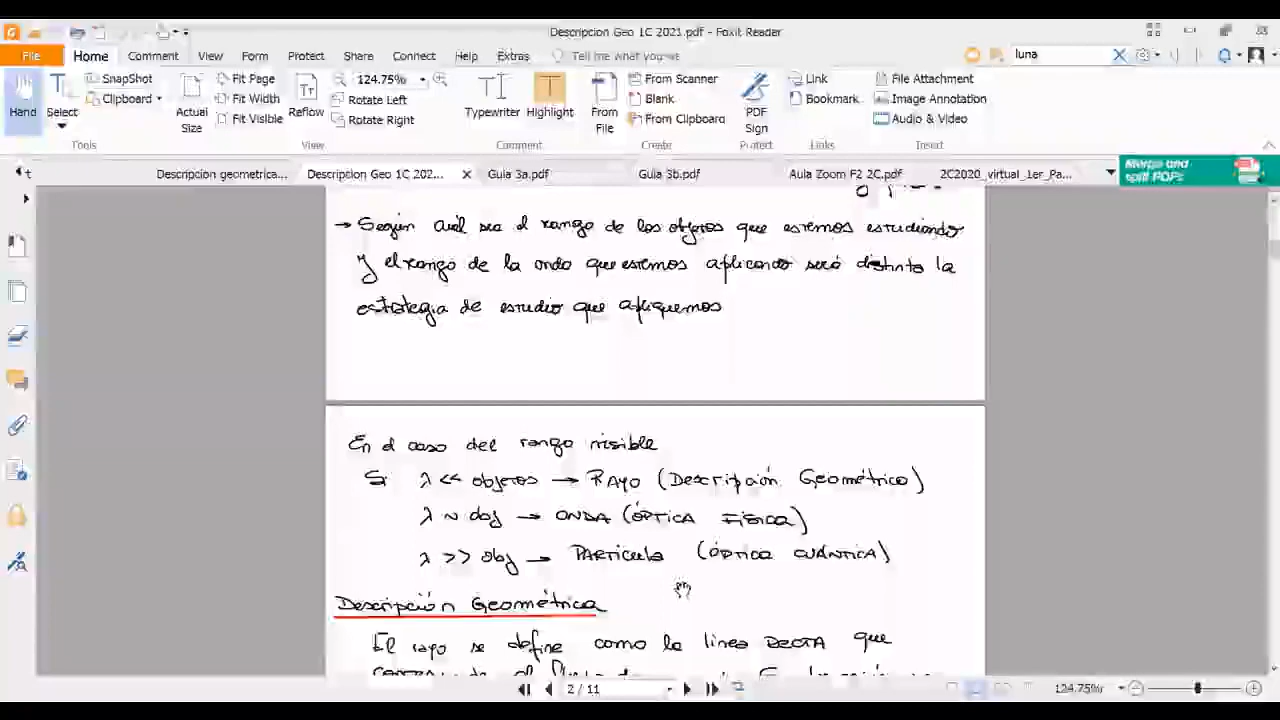 Descripcion Geo 1C 2021.pdf - Foxit Reader
File Home Comment View Form Protect Share Connect Help Extras Tell me what you want
luna
Hand
Select
SnapShot
Clipboard
Actual Size
Fit Page
Fit Width
Fit Visible
Reflow
124.75%
Rotate Left
Rotate Right
Typewriter
Highlight
From File
From Scanner
Blank
From Clipboard
PDF Sign
Link
Bookmark
File Attachment
Image Annotation
Audio & Video
Tools View Comment Create Protect Links Insert
Descripcion geometrica... Descripcion Geo 1C 202... Guia 3a.pdf Guia 3b.pdf Aula Zoom F2 2C.pdf 2C2020_virtual_1er_Pa...
Merge and
split PDFs
→ Según cuál sea el rango de los objetos que estemos estudiando
y el rango de la onda que estemos aplicando será distinta la
estrategia de estudio que apliquemos
En el caso del rango visible
Si λ << objetos → RAYO (Descripción Geométrica)
λ ~ obj → ONDA (ÓPTICA FÍSICA)
λ >> obj → PARTícula (ÓPTICA CUÁNTICA)
Descripción Geométrica
El rayo se define como la línea RECTA que
2 / 11
124.75%